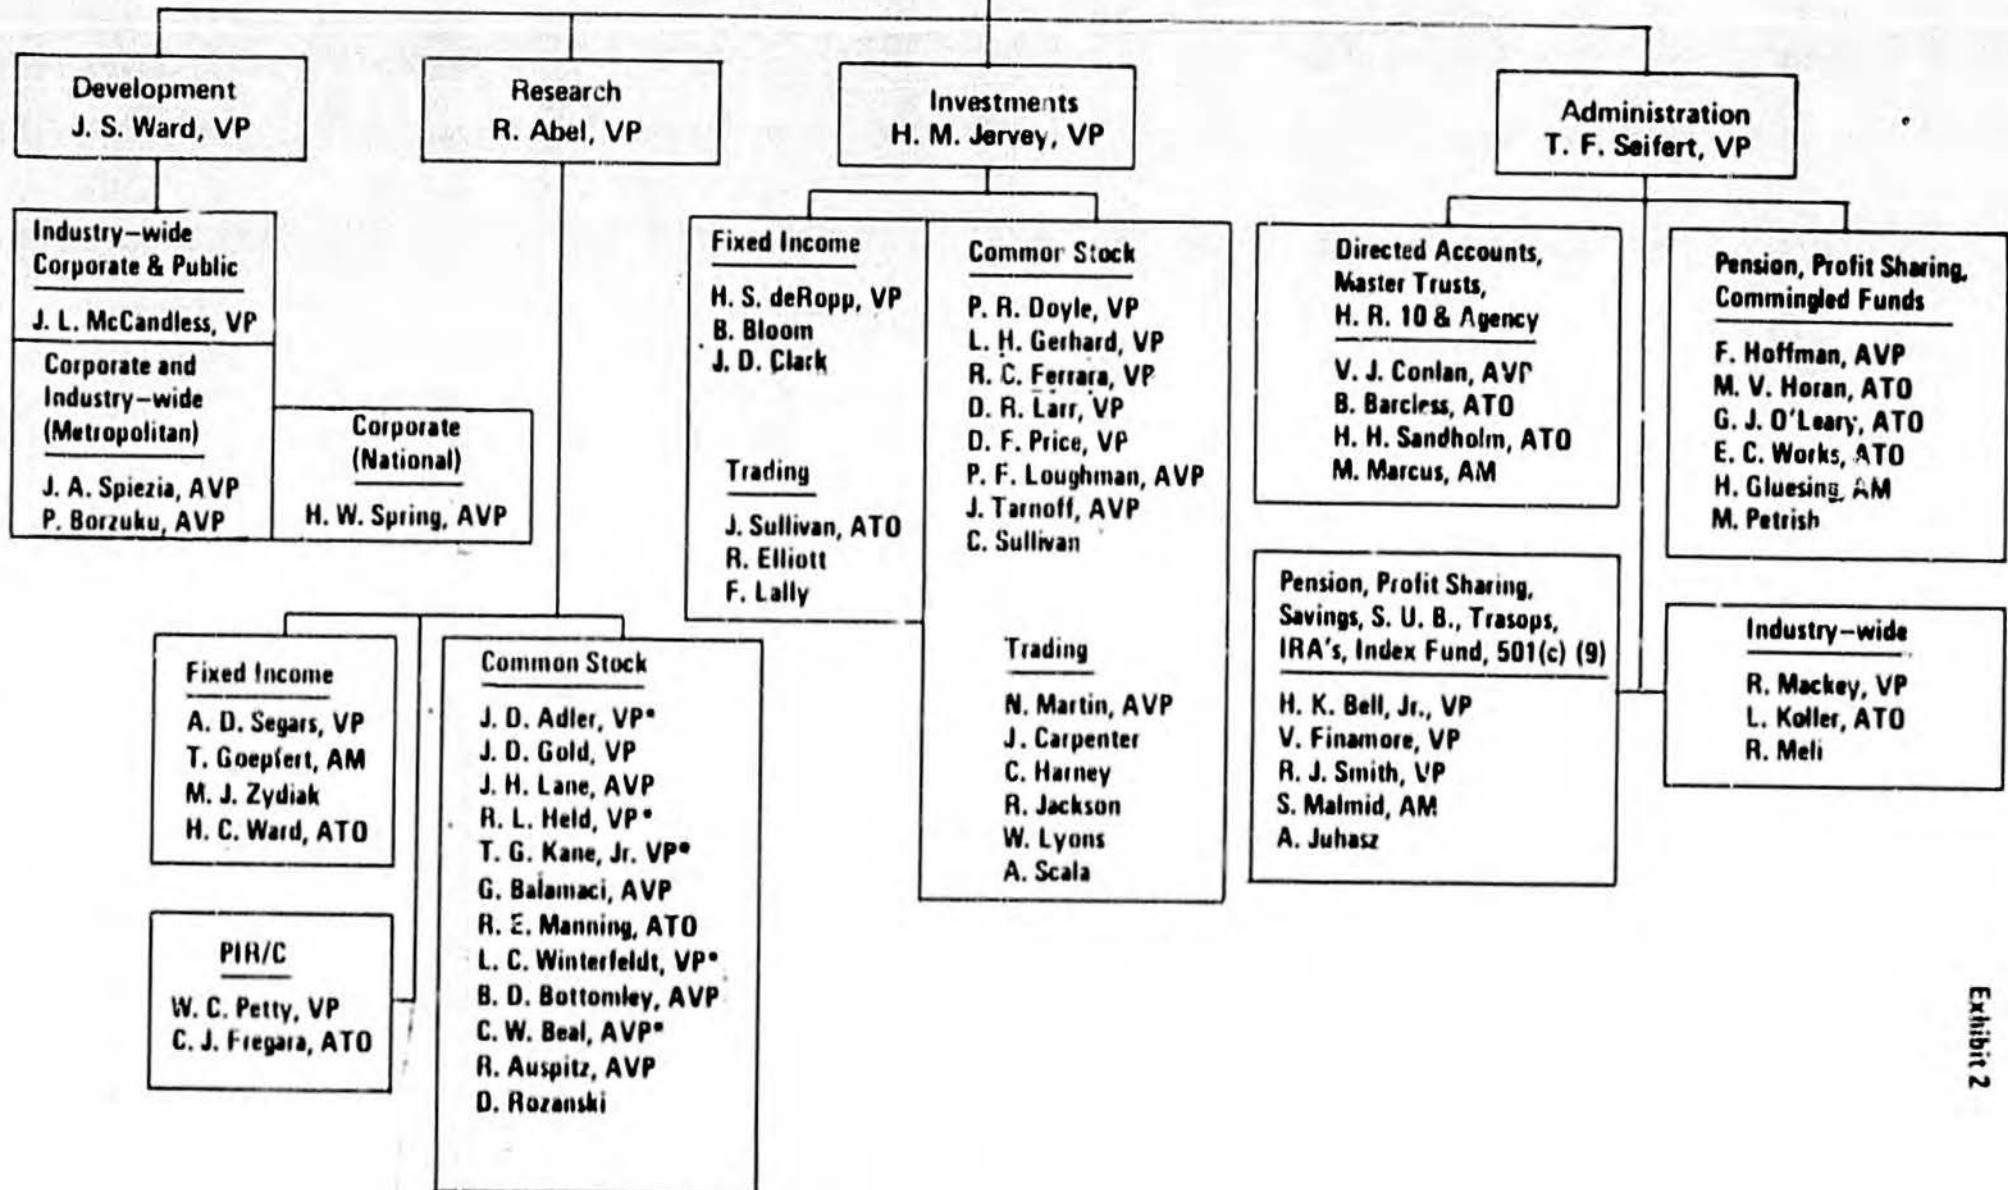 Development
J. S. Ward, VP
Research
R. Abel, VP
Investments
H. M. Jervey, VP
Administration
T. F. Seifert, VP
Industry-wide
Corporate & Public
J. L. McCandless, VP
Corporate and
Industry-wide
(Metropolitan)
J. A. Spiezia, AVP
P. Borzuku, AVP
Corporate
(National)
H. W. Spring, AVP
Fixed Income
A. D. Segars, VP
T. Goepfert, AM
M. J. Zydiak
H. C. Ward, ATO
PIR/C
W. C. Petty, VP
C. J. Fregara, ATO
Common Stock
J. D. Adler, VP*
J. D. Gold, VP
J. H. Lane, AVP
R. L. Held, VP*
T. G. Kane, Jr. VP*
G. Balamaci, AVP
R. E. Manning, ATO
L. C. Winterfeldt, VP*
B. D. Bottomley, AVP
C. W. Beal, AVP*
R. Auspitz, AVP
D. Rozanski
Fixed Income
H. S. deRopp, VP
B. Bloom
J. D. Clark
Trading
J. Sullivan, ATO
R. Elliott
F. Lally
Common Stock
P. R. Doyle, VP
L. H. Gerhard, VP
R. C. Ferrara, VP
D. R. Larr, VP
D. F. Price, VP
P. F. Loughman, AVP
J. Tarnoff, AVP
C. Sullivan
Trading
N. Martin, AVP
J. Carpenter
C. Harney
R. Jackson
W. Lyons
A. Scala
Directed Accounts,
Master Trusts,
H. R. 10 & Agency
V. J. Conlan, AVP
B. Barcless, ATO
H. H. Sandholm, ATO
M. Marcus, AM
Pension, Profit Sharing,
Commingled Funds
F. Hoffman, AVP
M. V. Horan, ATO
G. J. O'Leary, ATO
E. C. Works, ATO
H. Gluesing, AM
M. Petrish
Pension, Profit Sharing,
Savings, S. U. B., Trasops,
IRA's, Index Fund, 501(c) (9)
H. K. Bell, Jr., VP
V. Finamore, VP
R. J. Smith, VP
S. Malmid, AM
A. Juhasz
Industry-wide
R. Mackey, VP
L. Koller, ATO
R. Meli
Exhibit 2